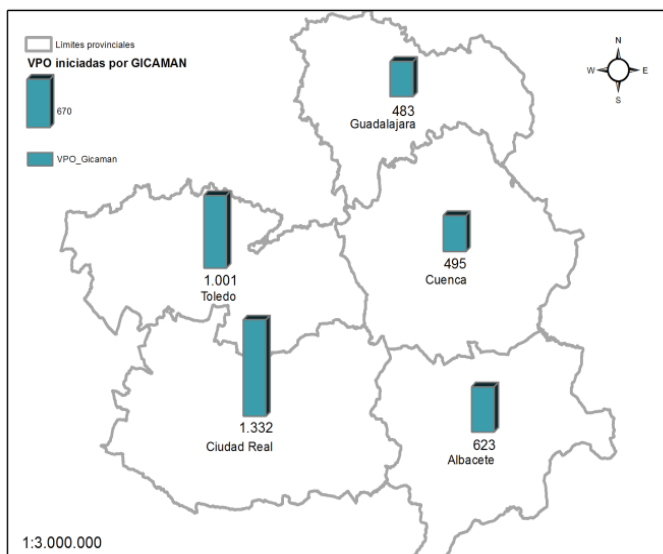 Límites provinciales
VPO iniciadas por GICAMAN
670
VPO_Gicaman
N
W E
S
483
Guadalajara
1.001
Toledo
495
Cuenca
1.332
Ciudad Real
623
Albacete
1:3.000.000